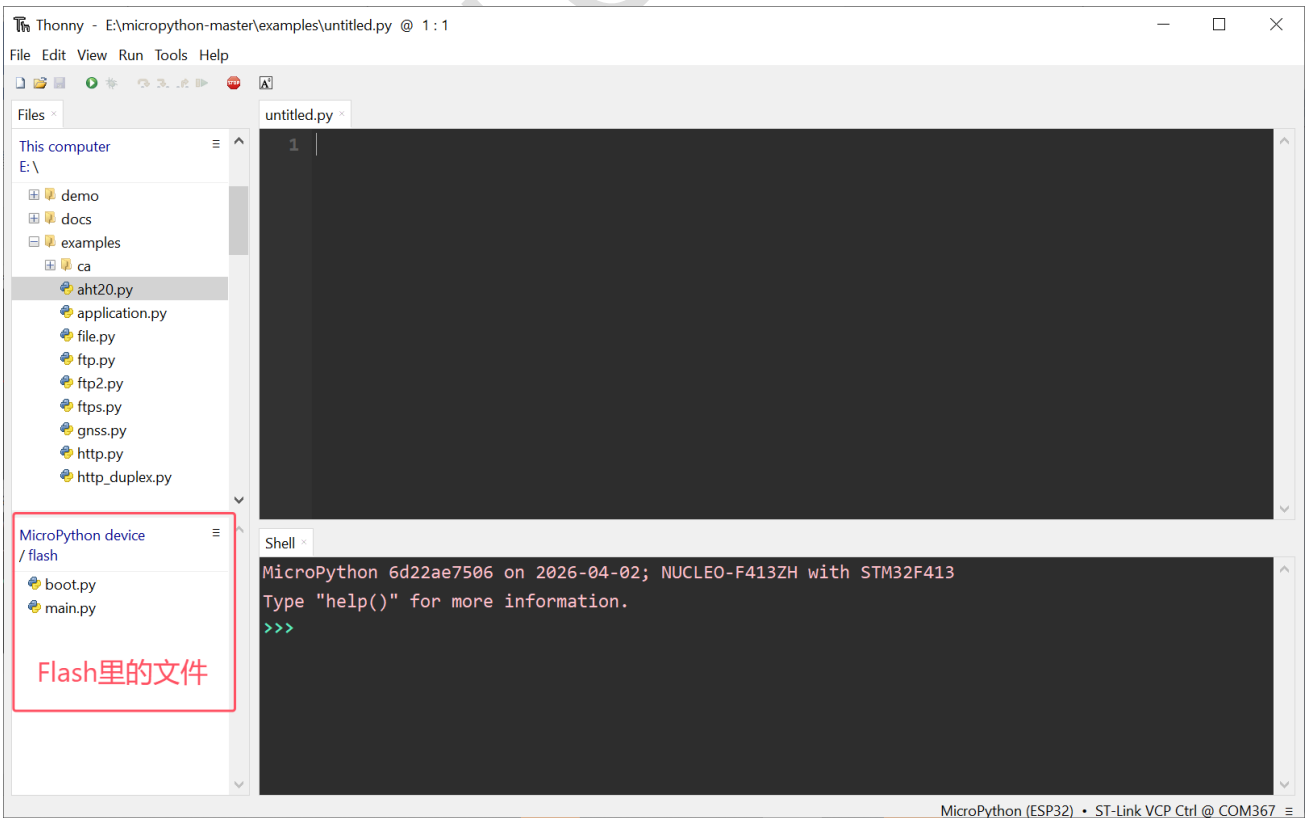 Thonny - E:\micropython-master\examples\untitled.py @ 1 : 1
File Edit View Run Tools Help
Files
This computer
E: \
demo
docs
examples
ca
aht20.py
application.py
file.py
ftp.py
ftp2.py
ftps.py
gnss.py
http.py
http_duplex.py
MicroPython device
/ flash
boot.py
main.py
Flash里的文件
untitled.py
1
Shell
MicroPython 6d22ae7506 on 2026-04-02; NUCLEO-F413ZH with STM32F413
Type "help()" for more information.
>>>
MicroPython (ESP32) • ST-Link VCP Ctrl @ COM367